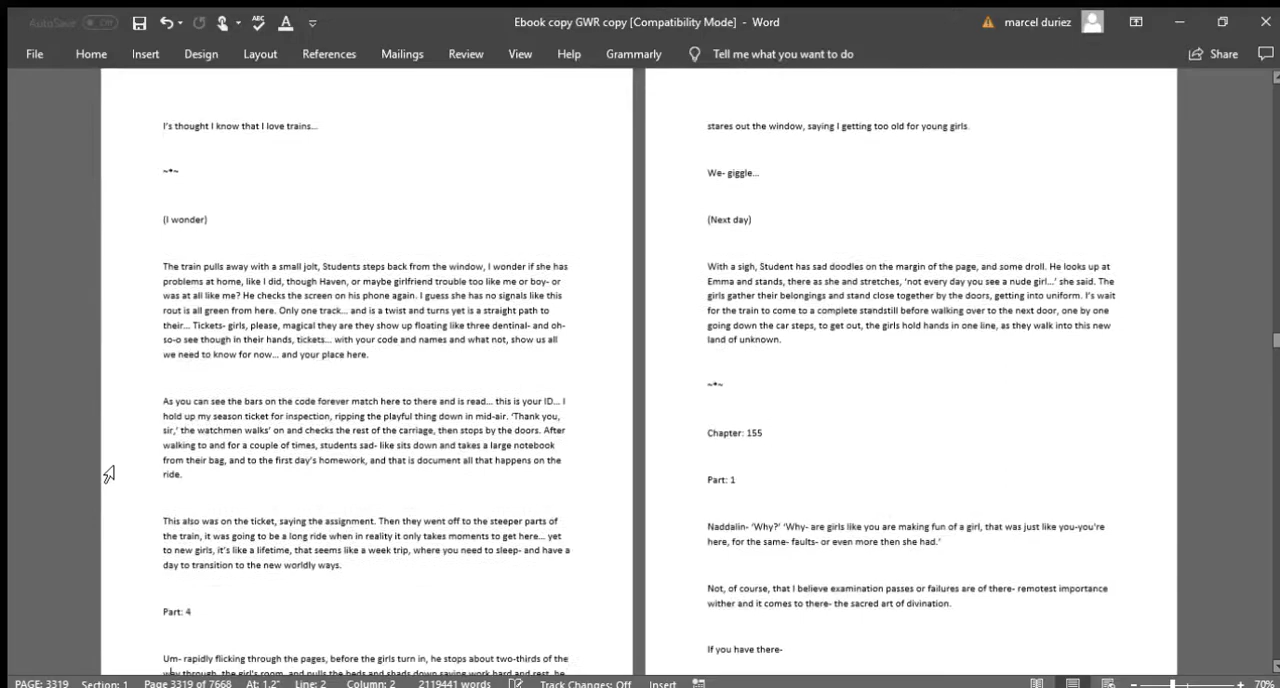 AutoSave Off
Ebook copy GWR copy [Compatibility Mode] - Word
marcel duriez
File Home Insert Design Layout References Mailings Review View Help Grammarly Tell me what you want to do Share
I's thought I know that I love trains...
~*~
(I wonder)
The train pulls away with a small jolt, Students steps back from the window, I wonder if she has
problems at home, like I did, though Haven, or maybe girlfriend trouble too like me or boy- or
was at all like me? He checks the screen on his phone again. I guess she has no signals like this
rout is all green from here. Only one track... and is a twist and turns yet is a straight path to
their... Tickets- girls, please, magical they are they show up floating like three dentinal- and oh-
so-o see though in their hands, tickets... with your code and names and what not, show us all
we need to know for now... and your place here.
As you can see the bars on the code forever match here to there and is read... this is your ID... I
hold up my season ticket for inspection, ripping the playful thing down in mid-air. 'Thank you,
sir,' the watchmen walks' on and checks the rest of the carriage, then stops by the doors. After
walking to and for a couple of times, students sad- like sits down and takes a large notebook
from their bag, and to the first day's homework, and that is document all that happens on the
ride.
This also was on the ticket, saying the assignment. Then they went off to the steeper parts of
the train, it was going to be a long ride when in reality it only takes moments to get here... yet
to new girls, it's like a lifetime, that seems like a week trip, where you need to sleep- and have a
day to transition to the new worldly ways.
Part: 4
Um- rapidly flicking through the pages, before the girls turn in, he stops about two-thirds of the
way through, the girl's room, and pulls the beds and shads down saying work hard and rest, he
stares out the window, saying I getting too old for young girls.
We- giggle...
(Next day)
With a sigh, Student has sad doodles on the margin of the page, and some droll. He looks up at
Emma and stands, there as she and stretches, 'not every day you see a nude girl...' she said. The
girls gather their belongings and stand close together by the doors, getting into uniform. I's wait
for the train to come to a complete standstill before walking over to the next door, one by one
going down the car steps, to get out, the girls hold hands in one line, as they walk into this new
land of unknown.
~*~
Chapter: 155
Part: 1
Naddalin- 'Why?' 'Why- are girls like you are making fun of a girl, that was just like you-you're
here, for the same- faults- or even more then she had.'
Not, of course, that I believe examination passes or failures are of there- remotest importance
wither and it comes to there- the sacred art of divination.
If you have there-
PAGE: 3319 Section: 1 Page 3319 of 7668 At: 1.2" Line: 2 Column: 2 2119441 words Track Changes: Off Insert 70%